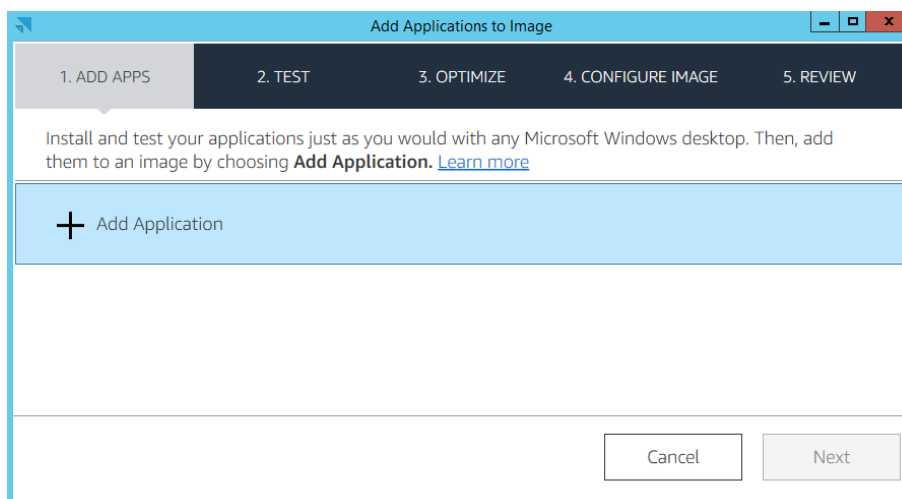 Add Applications to Image
1. ADD APPS 2. TEST 3. OPTIMIZE 4. CONFIGURE IMAGE 5. REVIEW
Install and test your applications just as you would with any Microsoft Windows desktop. Then, add
them to an image by choosing Add Application. Learn more
Add Application
Cancel Next